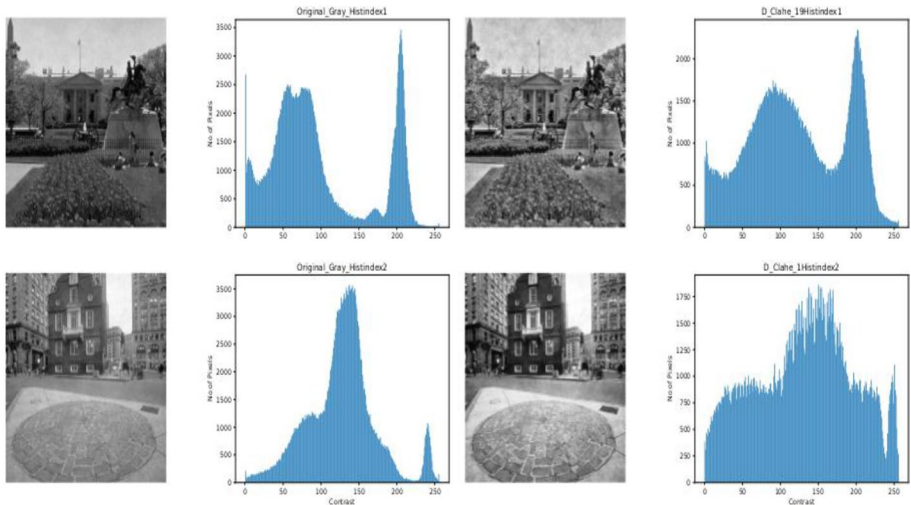 Original_Gray_Histindex1
No of Pixels
3500
3000
2500
2000
1500
1000
500
0
0 50 100 150 200 250
D_Clahe_19Histindex1
No of Pixels
2000
1500
1000
500
0
0 50 100 150 200 250
Original_Gray_Histindex2
No of Pixels
3500
3000
2500
2000
1500
1000
500
0
0 50 100 150 200 250
Contrast
D_Clahe_1Histindex2
No of Pixels
1750
1500
1250
1000
750
500
250
0
0 50 100 150 200 250
Contrast